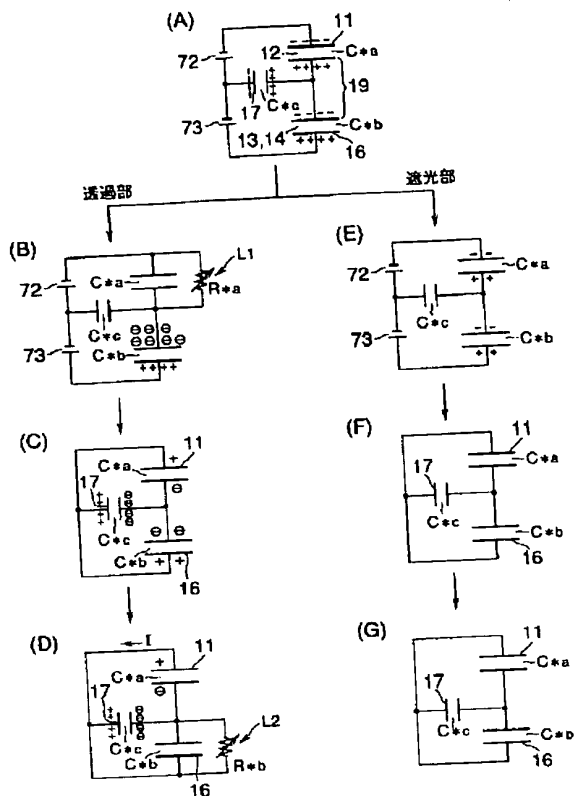 (A)
11
72
12
C*a
17
C*c
19
73
13,14
C*b
16
透過部
遮光部
(B)
L1
72
C*a
R*a
C*c
73
C*b
(E)
72
C*a
C*c
73
C*b
(C)
11
C*a
17
C*c
C*b
16
(F)
11
17
C*a
C*c
C*b
16
(D)
I
11
C*a
17
L2
C*c
C*b
16
R*b
(G)
11
17
C*a
C*c
C*b
16